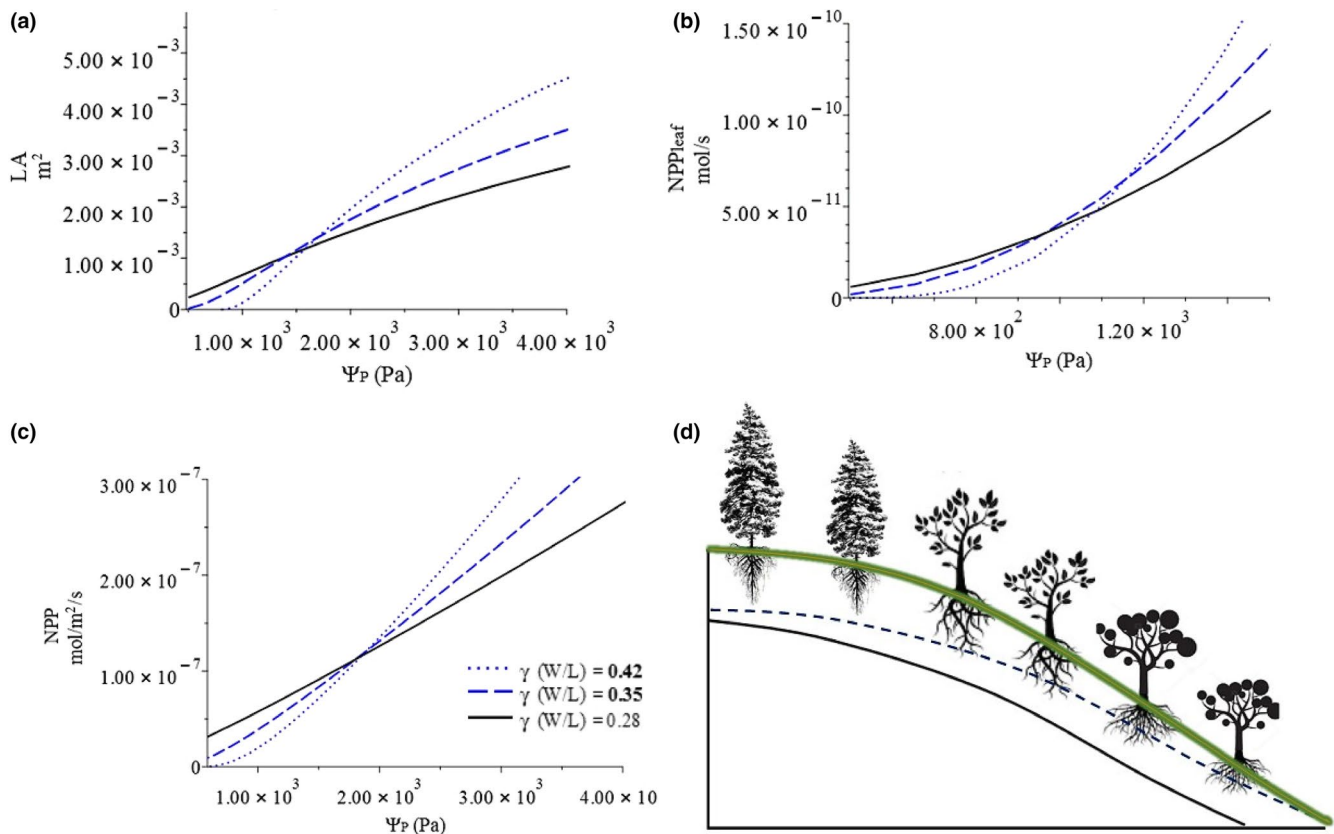 (a)
LA
m²
5.00 × 10⁻³
4.00 × 10⁻³
3.00 × 10⁻³
2.00 × 10⁻³
1.00 × 10⁻³
0
1.00 × 10³ 2.00 × 10³ 3.00 × 10³ 4.00 × 10³
Ψₚ (Pa)
(b)
NPPleaf
mol/s
1.50 × 10⁻¹⁰
1.00 × 10⁻¹⁰
5.00 × 10⁻¹¹
0
8.00 × 10² 1.20 × 10³
Ψₚ (Pa)
(c)
NPP
mol/m²/s
3.00 × 10⁻⁷
2.00 × 10⁻⁷
1.00 × 10⁻⁷
0
γ (W/L) = 0.42
γ (W/L) = 0.35
γ (W/L) = 0.28
1.00 × 10³ 2.00 × 10³ 3.00 × 10³ 4.00 × 10
Ψₚ (Pa)
(d)